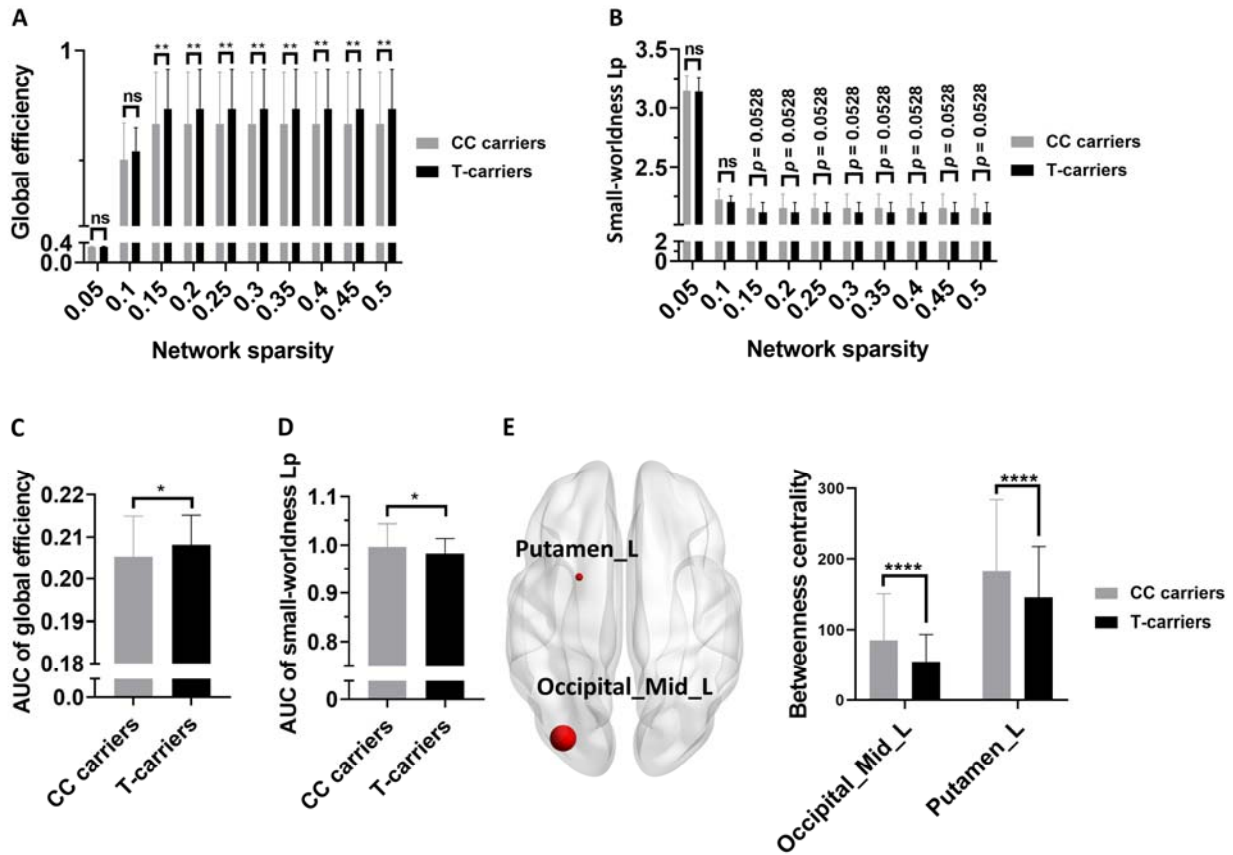 A
Global efficiency
1
0.4
0.0
ns
ns
**
**
**
**
**
**
**
**
0.05
0.1
0.15
0.2
0.25
0.3
0.35
0.4
0.45
0.5
Network sparsity
CC carriers
T-carriers
B
Small-worldness Lp
3.5
3.0
2.5
2
0
ns
ns
p = 0.0528
p = 0.0528
p = 0.0528
p = 0.0528
p = 0.0528
p = 0.0528
p = 0.0528
p = 0.0528
0.05
0.1
0.15
0.2
0.25
0.3
0.35
0.4
0.45
0.5
Network sparsity
CC carriers
T-carriers
C
AUC of global efficiency
0.22
0.21
0.20
0.19
0.18
0.0
*
CC carriers
T-carriers
D
AUC of small-worldness Lp
1.1
1.0
0.9
0.8
0
*
CC carriers
T-carriers
E
Putamen_L
Occipital_Mid_L
Betweenness centrality
300
200
100
0
****
****
Occipital_Mid_L
Putamen_L
CC carriers
T-carriers